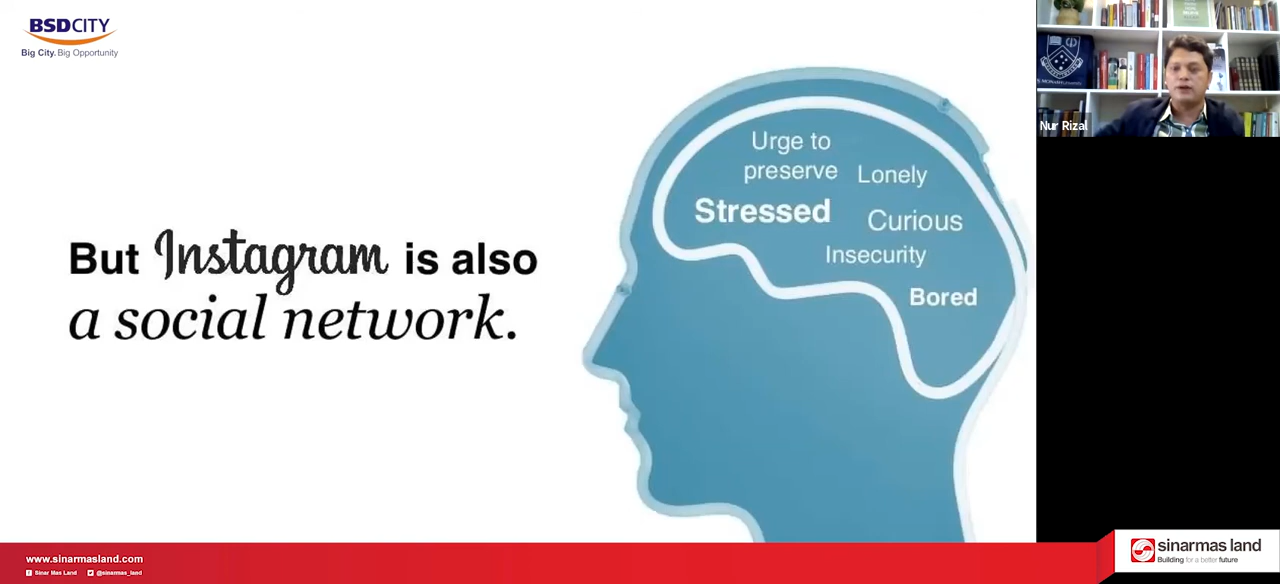 BSDCITY
Big City. Big Opportunity
But Instagram is also
a social network.
Urge to
preserve
Lonely
Stressed
Curious
Insecurity
Bored
Nur Rizal
www.sinarmasland.com
Sinar Mas Land
@sinarmas_land
sinarmas land
Building for a better future